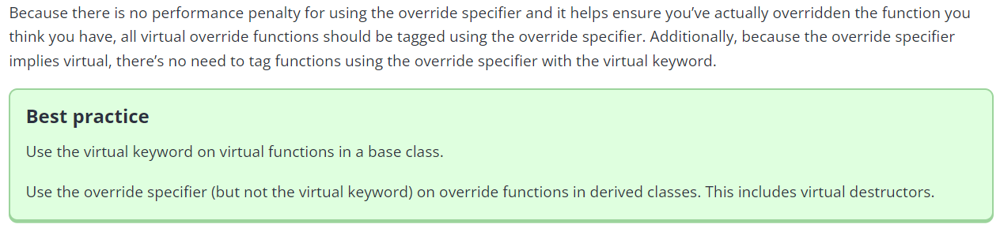 Because there is no performance penalty for using the override specifier and it helps ensure you’ve actually overridden the function you
think you have, all virtual override functions should be tagged using the override specifier. Additionally, because the override specifier
implies virtual, there’s no need to tag functions using the override specifier with the virtual keyword.
Best practice
Use the virtual keyword on virtual functions in a base class.
Use the override specifier (but not the virtual keyword) on override functions in derived classes. This includes virtual destructors.